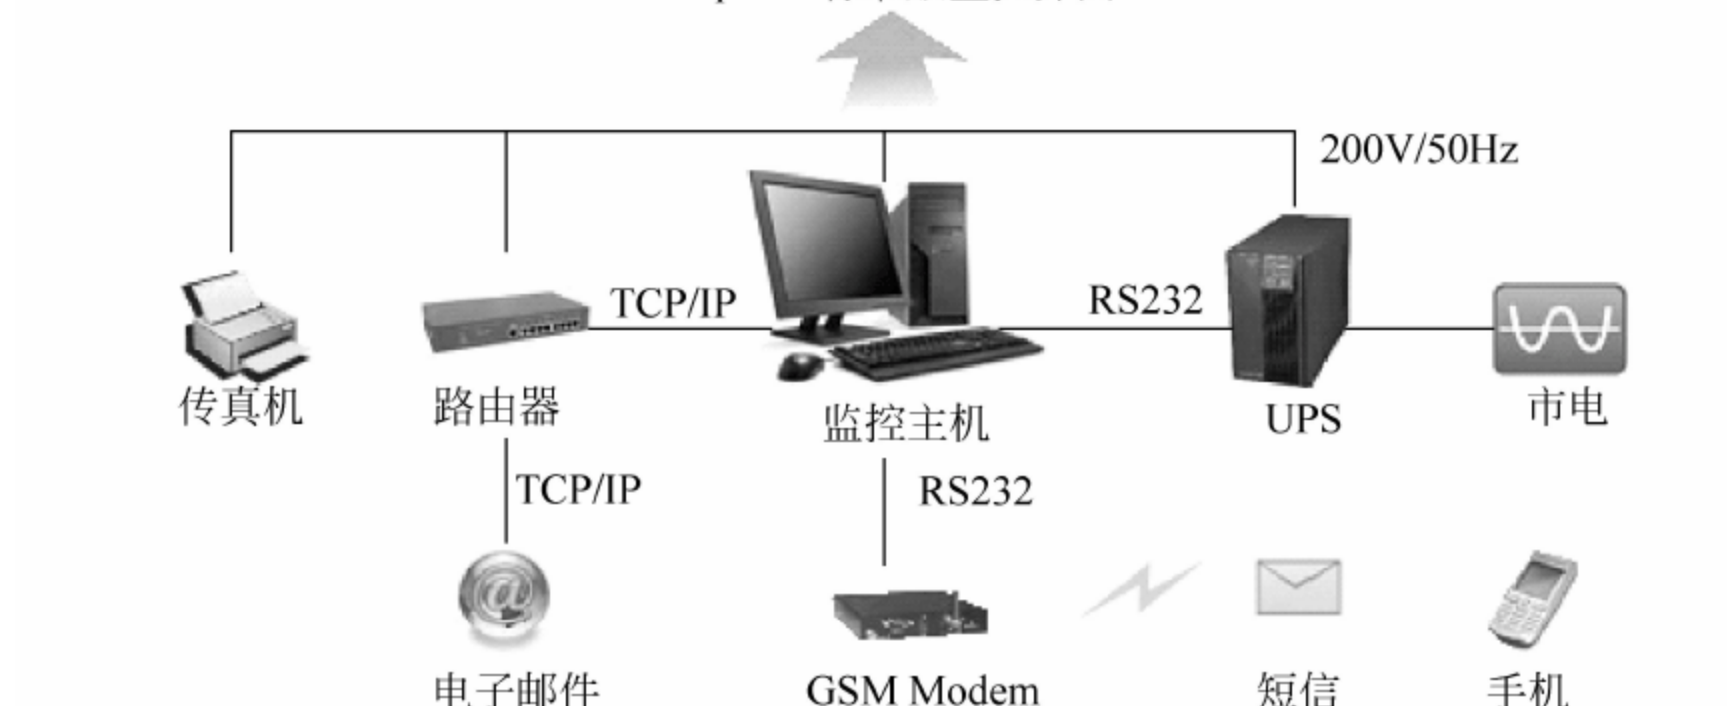 200V/50Hz
TCP/IP
RS232
传真机
路由器
监控主机
UPS
市电
TCP/IP
RS232
电子邮件
GSM Modem
短信
手机